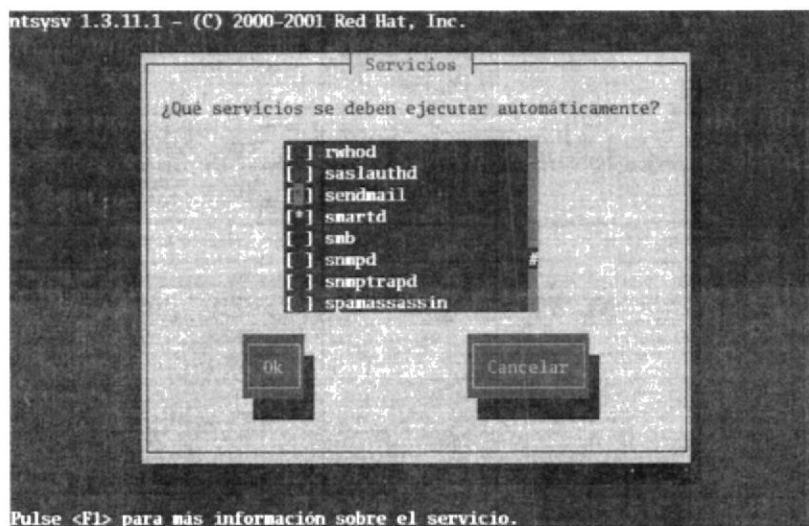 ntsysv 1.3.11.1 – (C) 2000–2001 Red Hat, Inc.
Servicios
¿Qué servicios se deben ejecutar automáticamente?
[ ] rwhod
[ ] saslauthd
[ ] sendmail
[*] smartd
[ ] smb
[ ] snmpd #
[ ] snmptrapd
[ ] spamassassin
Ok Cancelar
Pulse <F1> para más información sobre el servicio.